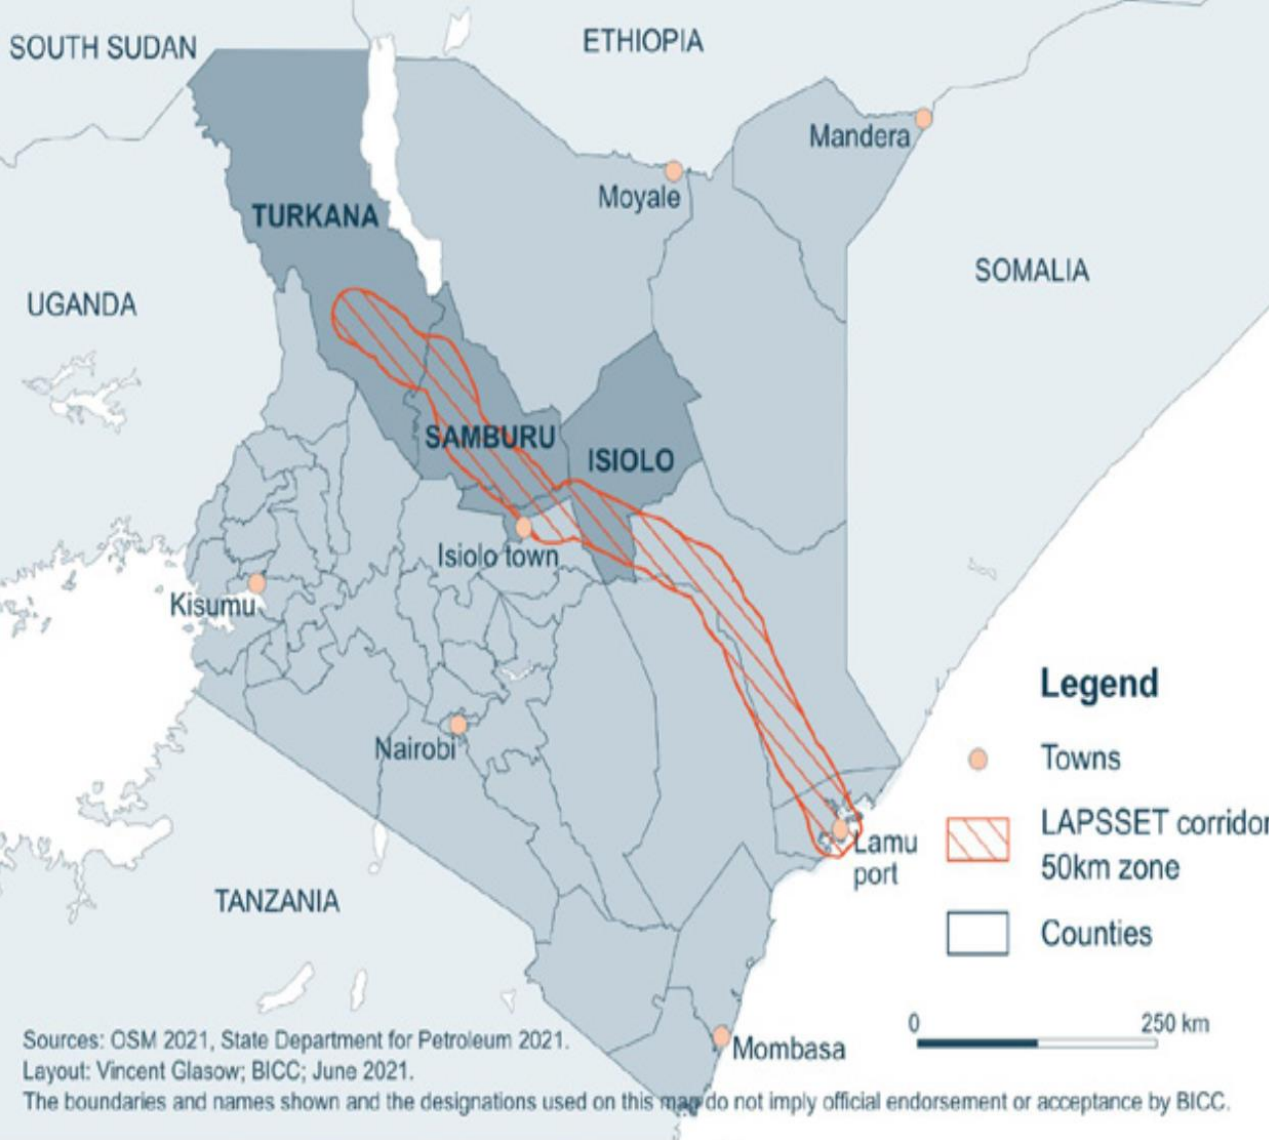 SOUTH SUDAN
ETHIOPIA
Mandera
Moyale
TURKANA
SOMALIA
UGANDA
SAMBURU
ISIOLO
Isiolo town
Kisumu
Legend
Nairobi
Towns
LAPSSET corridor
50km zone
Lamu
port
TANZANIA
Counties
0 250 km
Mombasa
Sources: OSM 2021, State Department for Petroleum 2021.
Layout: Vincent Glasow; BICC; June 2021.
The boundaries and names shown and the designations used on this map do not imply official endorsement or acceptance by BICC.